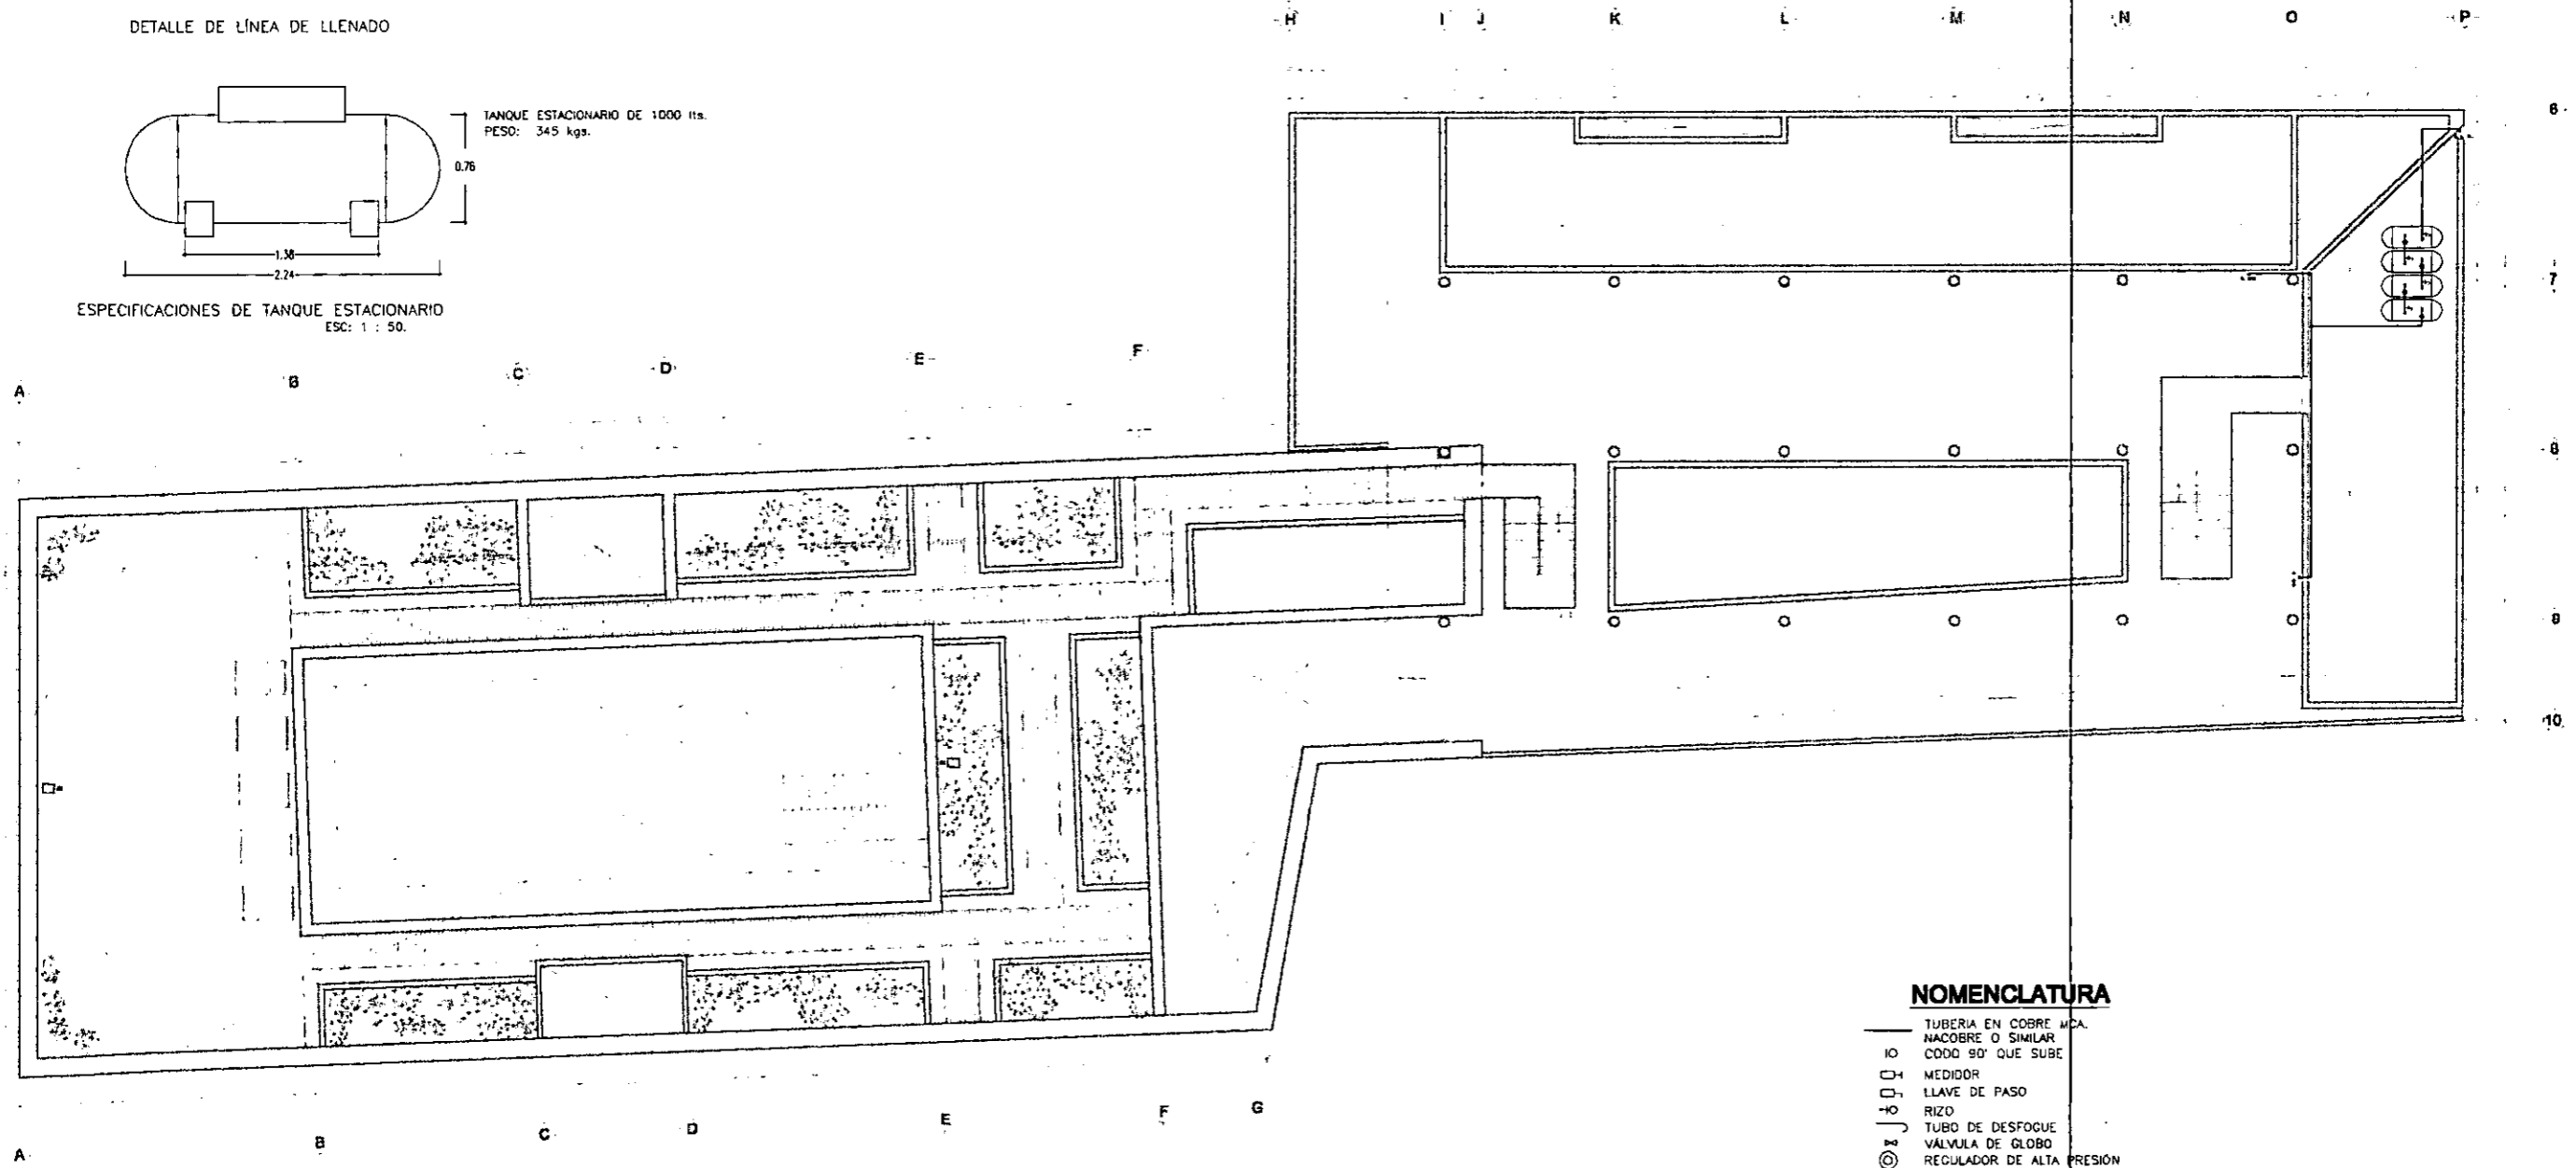 DETALLE DE LÍNEA DE LLENADO
H I J K L M N O P
TANQUE ESTACIONARIO DE 1000 lts.
PESO: 345 kgs.
0.76
1.38
2.24
ESPECIFICACIONES DE TANQUE ESTACIONARIO
ESC: 1 : 50.
6
7
8
9
10
A B C D E F
A B C D E F G
NOMENCLATURA
TUBERIA EN COBRE MCA.
NACOBRE O SIMILAR
CODO 90° QUE SUBE
MEDIDOR
LLAVE DE PASO
RIZO
TUBO DE DESFOGUE
VÁLVULA DE GLOBO
REGULADOR DE ALTA PRESIÓN